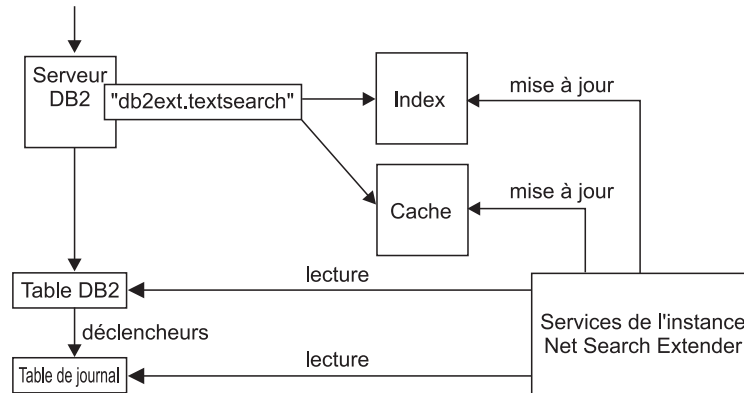 Serveur
DB2
"db2ext.textsearch"
Index
mise à jour
Cache
mise à jour
Table DB2
lecture
déclencheurs
Services de l'instance
Net Search Extender
Table de journal
lecture